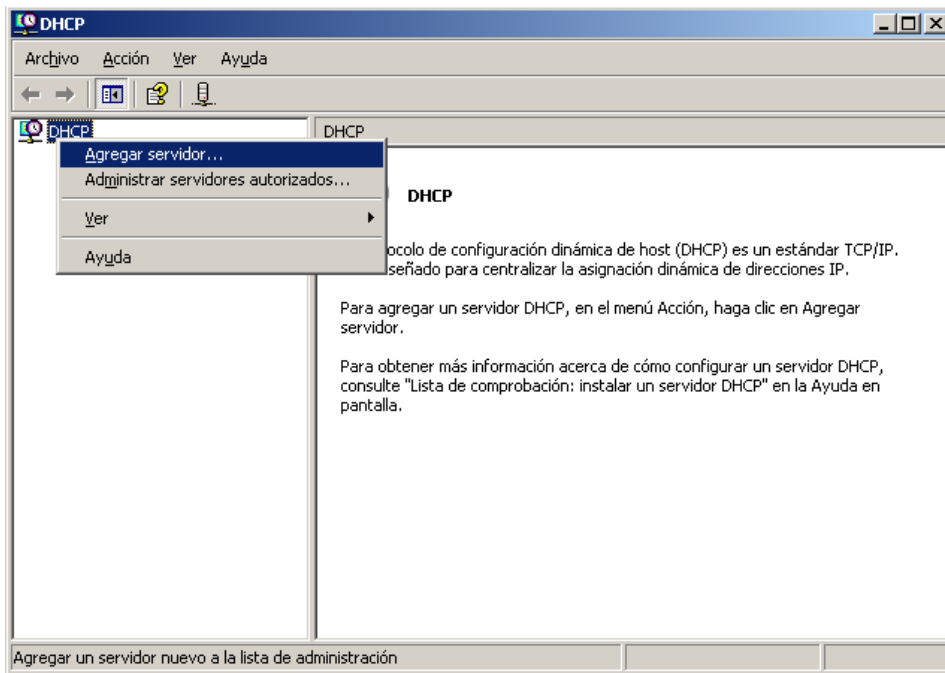 DHCP
Archivo Acción Ver Ayuda
DHCP
DHCP
Agregar servidor...
Administrar servidores autorizados...
Ver
Ayuda
DHCP
de configuración dinámica de host (DHCP) es un estándar TCP/IP.
para centralizar la asignación dinámica de direcciones IP.
Para agregar un servidor DHCP, en el menú Acción, haga clic en Agregar
servidor.
Para obtener más información acerca de cómo configurar un servidor DHCP,
consulte "Lista de comprobación: instalar un servidor DHCP" en la Ayuda en
pantalla.
Agregar un servidor nuevo a la lista de administración